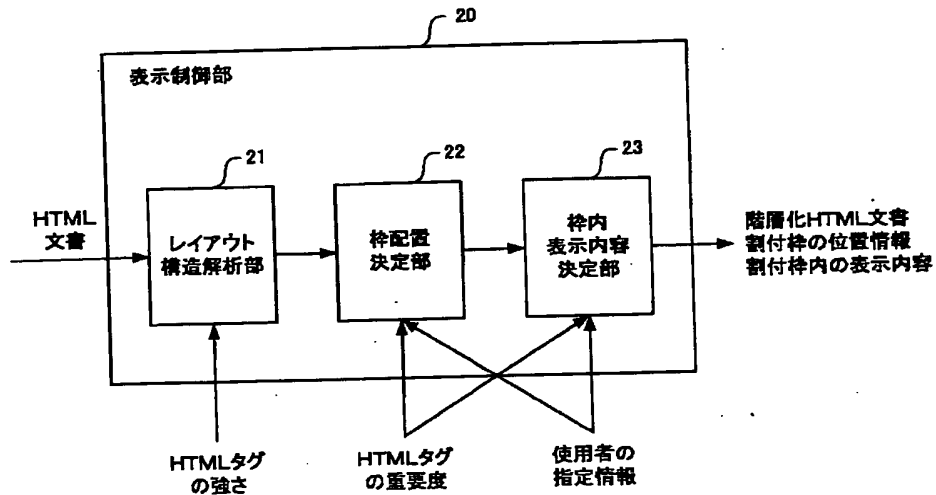 20
表示制御部
21
22
23
HTML
文書
レイアウト
構造解析部
枠配置
決定部
枠内
表示内容
決定部
階層化HTML文書
割付枠の位置情報
割付枠内の表示内容
HTMLタグ
の強さ
HTMLタグ
の重要度
使用者の
指定情報